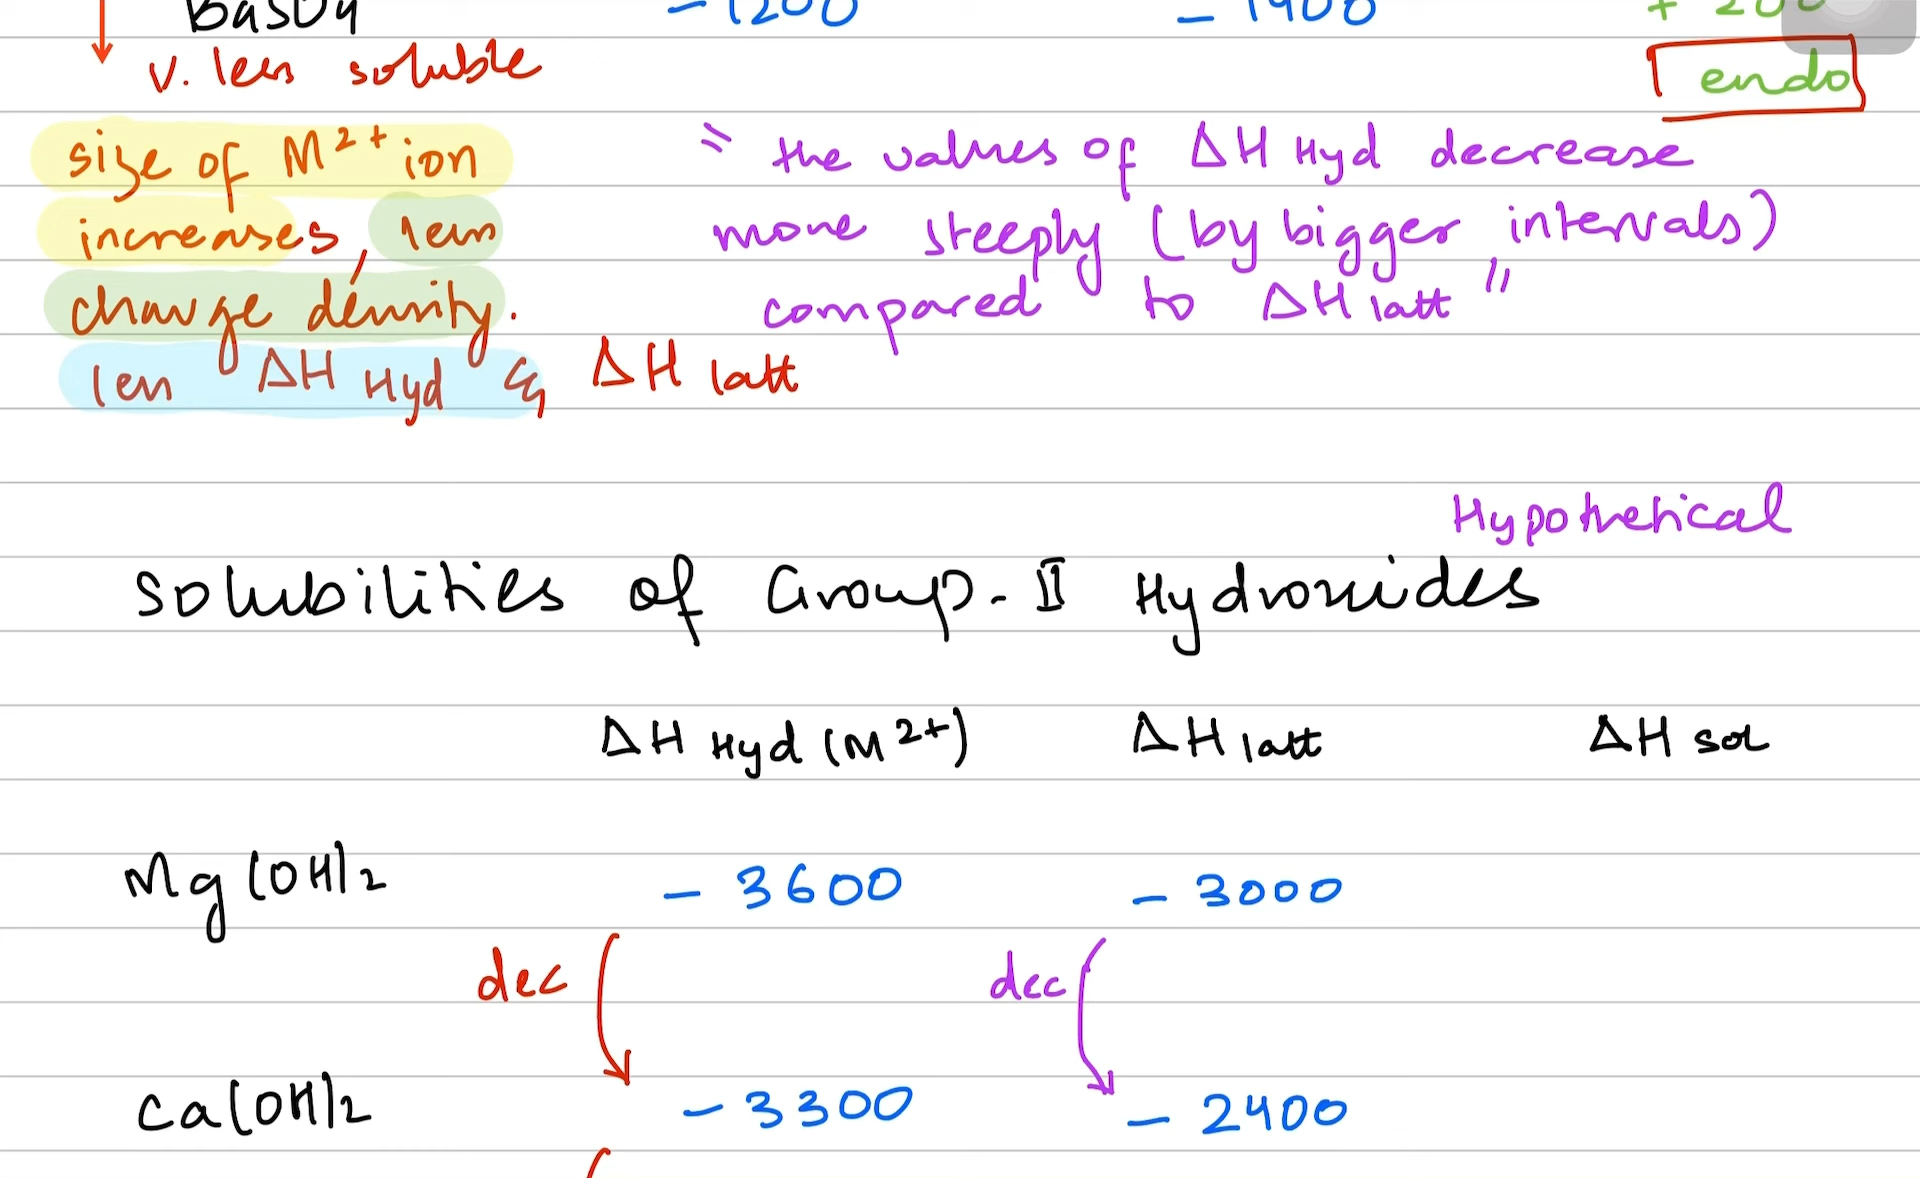 BaSO4 - 1200 - 1400 + 200
v. less soluble endo
size of M2+ ion
increases, less
charge density.
less ΔH Hyd & ΔH latt
" the values of ΔH Hyd decrease
more steeply (by bigger intervals)
compared to ΔH latt "
Hypothetical
Solubilities of Group-II Hydroxides
ΔH Hyd (M2+) ΔH latt ΔH sol
Mg(OH)2 - 3600 - 3000
dec dec
Ca(OH)2 - 3300 - 2400